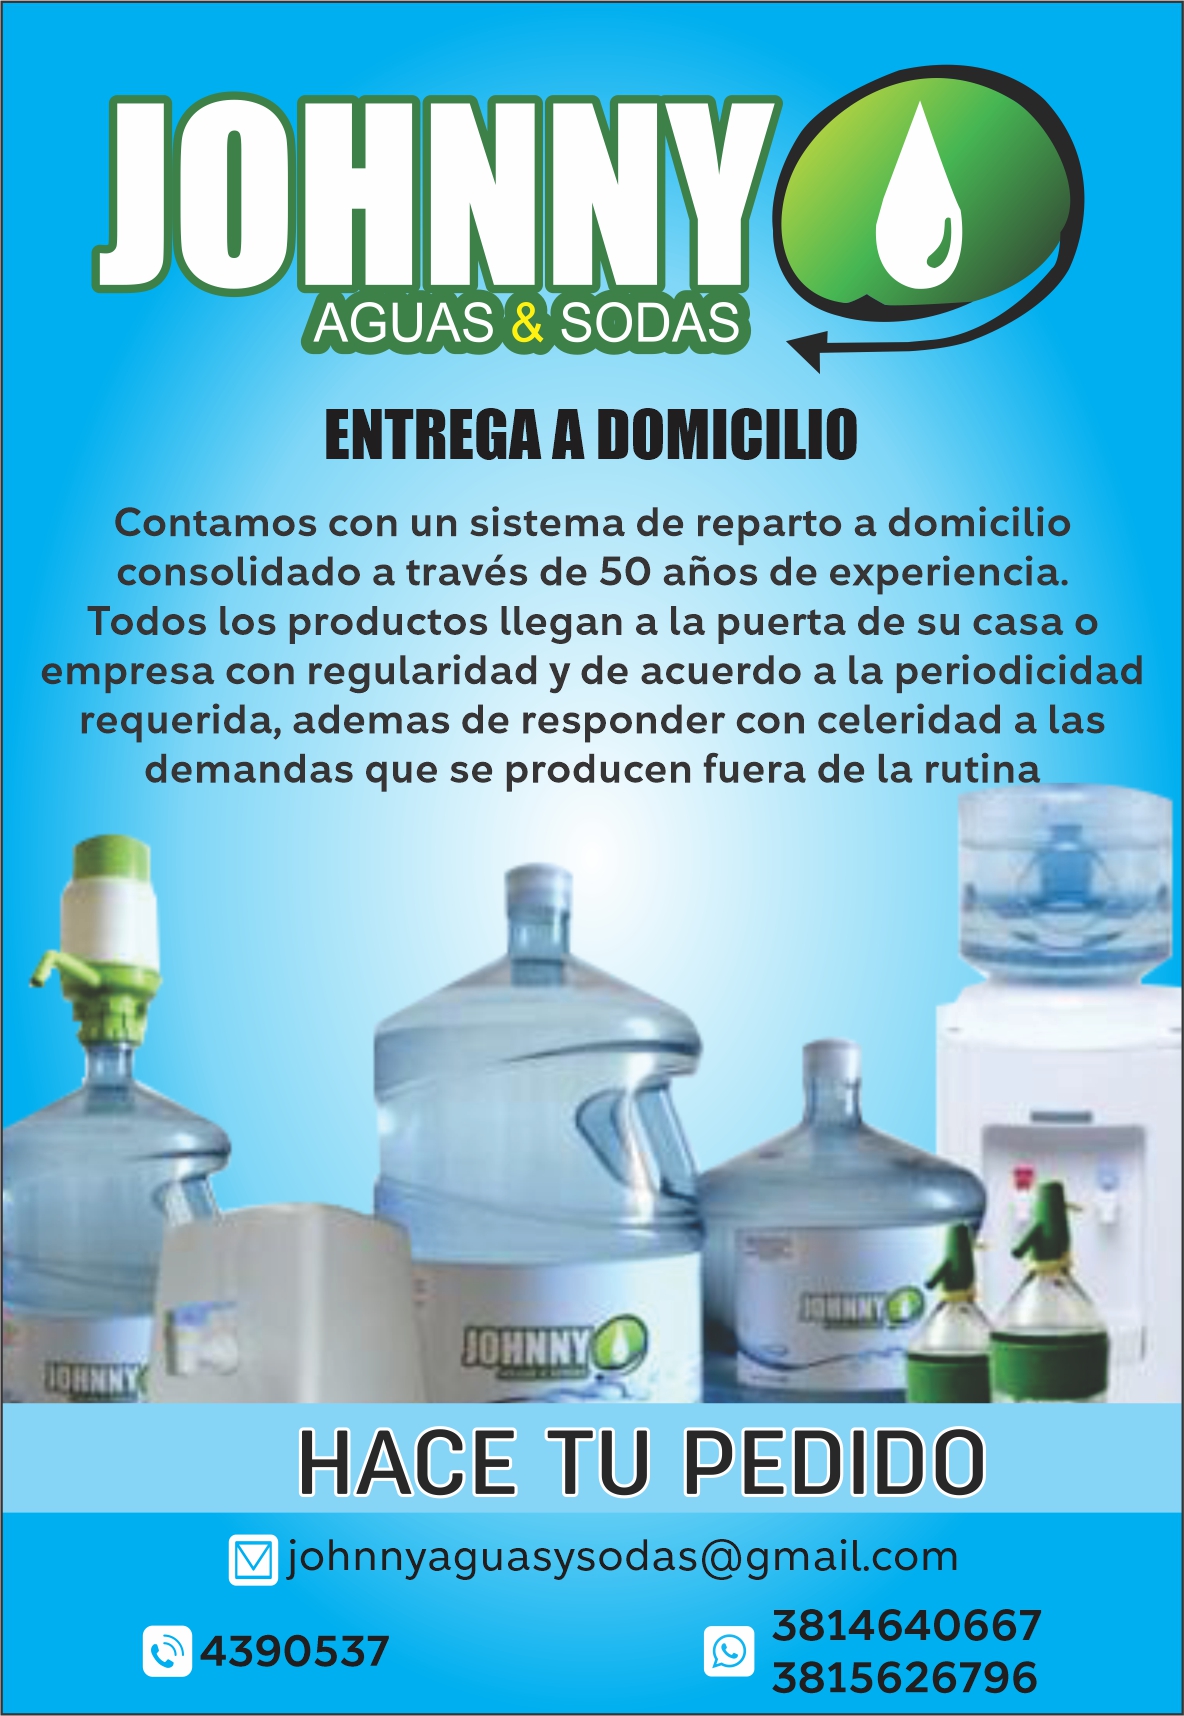 JOHNNY
AGUAS & SODAS
ENTREGA A DOMICILIO
Contamos con un sistema de reparto a domicilio
consolidado a través de 50 años de experiencia.
Todos los productos llegan a la puerta de su casa o
empresa con regularidad y de acuerdo a la periodicidad
requerida, ademas de responder con celeridad a las
demandas que se producen fuera de la rutina
JOHNNY
JOHNNY
JOHNNY
HACE TU PEDIDO
johnnyaguasysodas@gmail.com
4390537
3814640667
3815626796